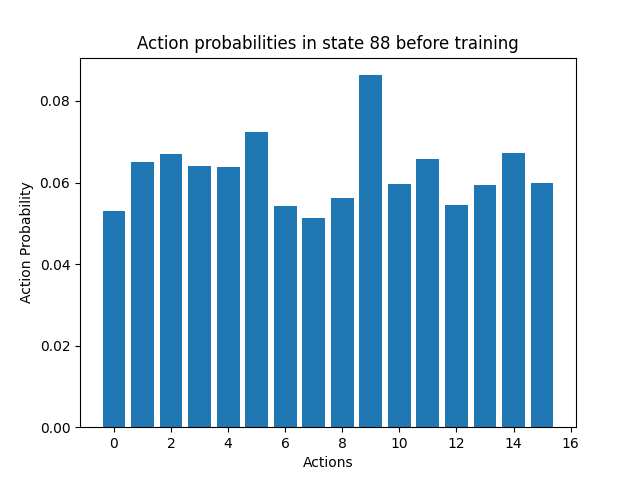 Action probabilities in state 88 before training
Action Probability
0.08
0.06
0.04
0.02
0.00
0 2 4 6 8 10 12 14 16
Actions